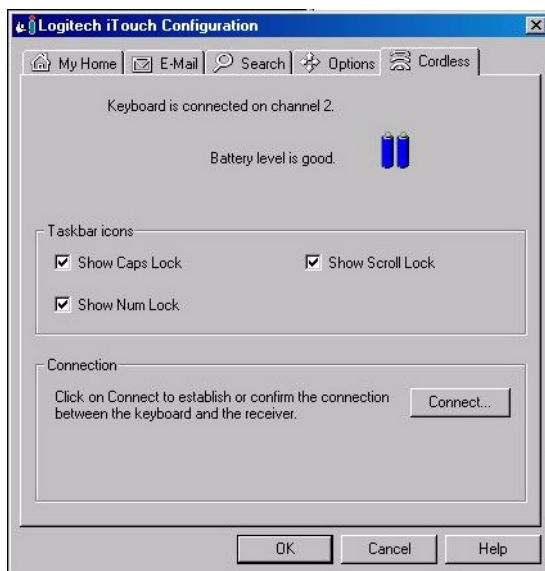 Logitech iTouch Configuration
My Home E-Mail Search Options Cordless
Keyboard is connected on channel 2.
Battery level is good.
Taskbar icons
Show Caps Lock Show Scroll Lock
Show Num Lock
Connection
Click on Connect to establish or confirm the connection
between the keyboard and the receiver.
Connect...
OK Cancel Help